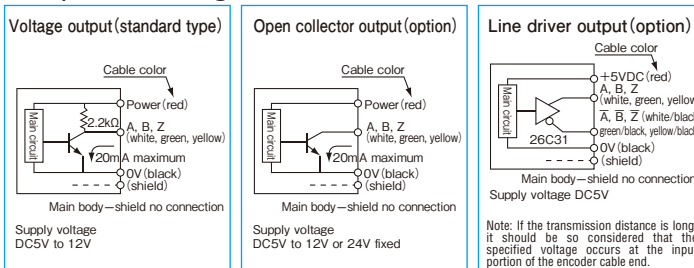 Voltage output (standard type)
Cable color
Power (red)
2.2kΩ
A, B, Z
(white, green, yellow)
Main circuit
20mA maximum
0V (black)
(shield)
Main body—shield no connection
Supply voltage
DC5V to 12V
Open collector output (option)
Cable color
Power (red)
A, B, Z
(white, green, yellow)
Main circuit
20mA maximum
0V (black)
(shield)
Main body—shield no connection
Supply voltage
DC5V to 12V or 24V fixed
Line driver output (option)
Cable color
+5VDC (red)
A, B, Z
(white, green, yellow
Main circuit
A̅, B̅, Z̅ (white/black
green/black, yellow/black
26C31
0V (black)
(shield)
Main body—shield no connection
Supply voltage DC5V
Note: If the transmission distance is long
it should be so considered that the
specified voltage occurs at the input
portion of the encoder cable end.